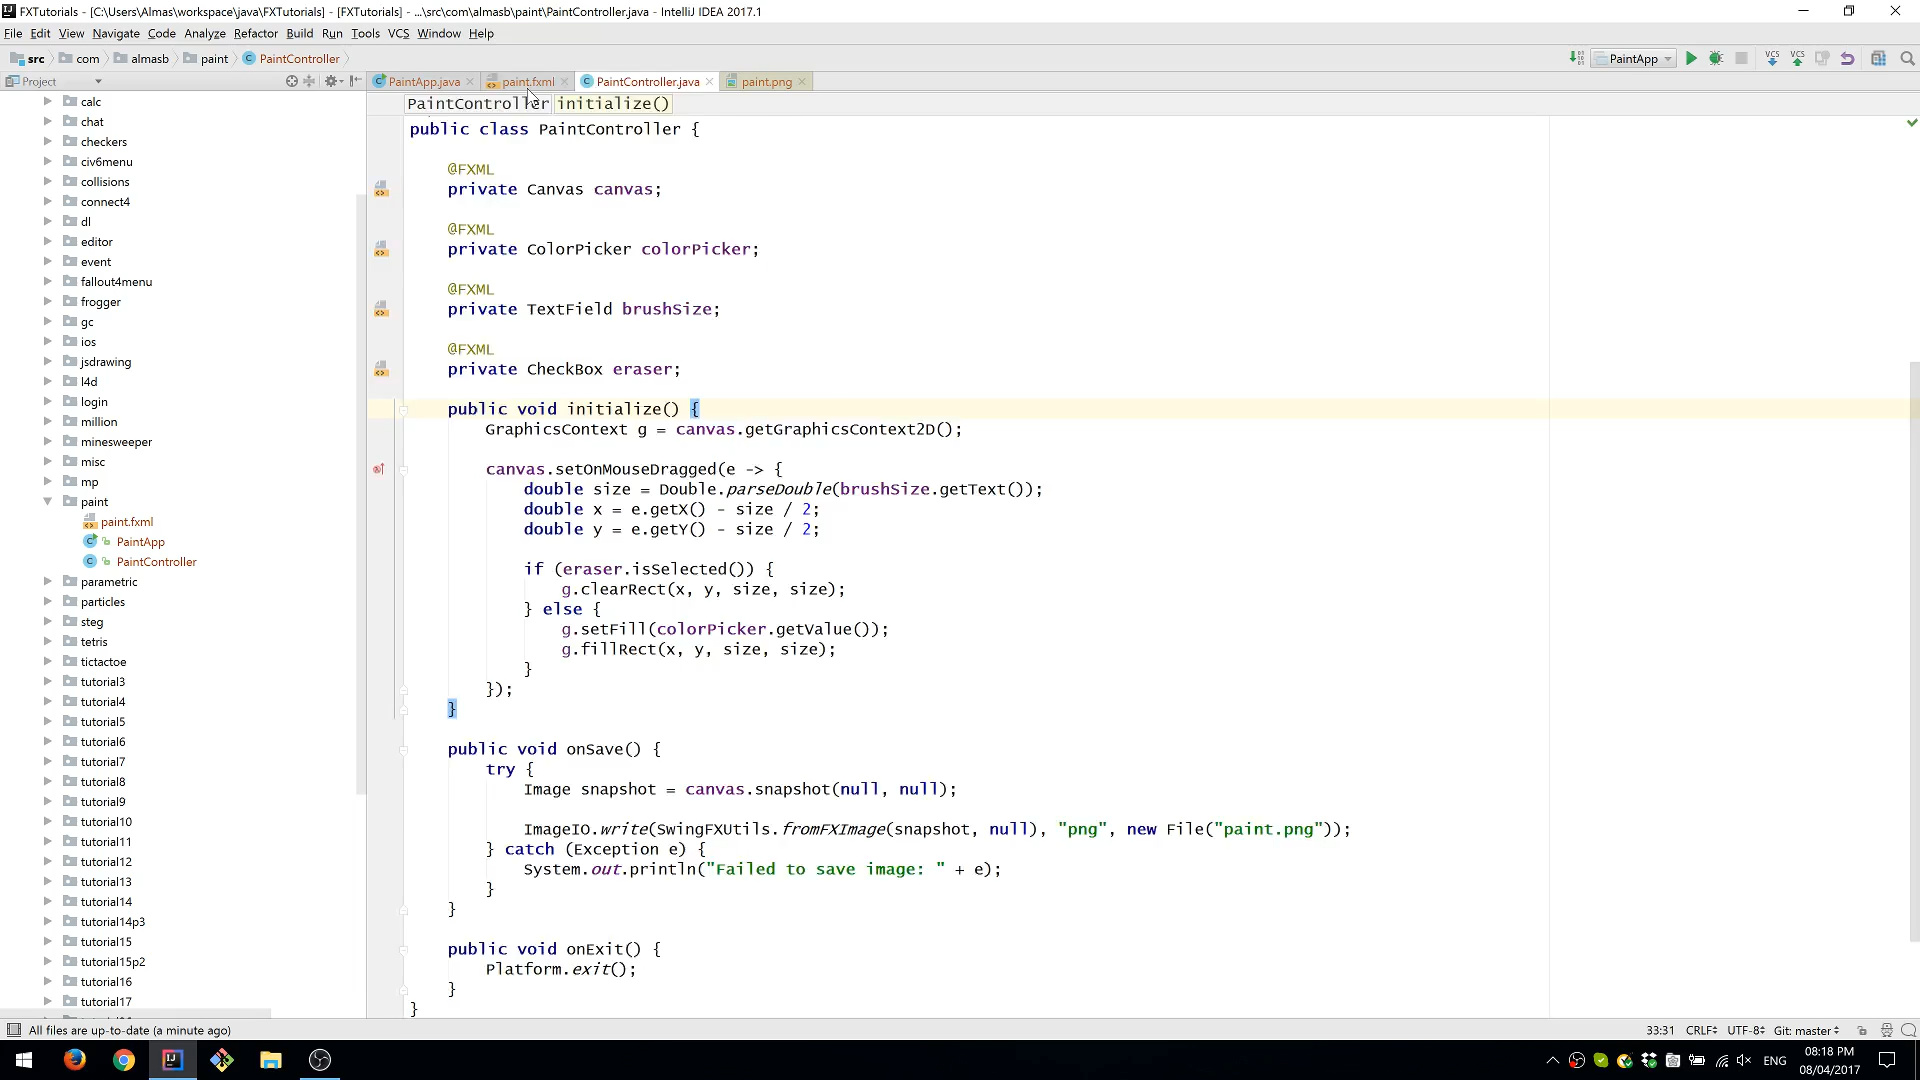 FXTutorials - [C:\Users\Almas\workspace\java\FXTutorials] - [FXTutorials] - ...\src\com\almasb\paint\PaintController.java - IntelliJ IDEA 2017.1
File Edit View Navigate Code Analyze Refactor Build Run Tools VCS Window Help
src com almasb paint PaintController PaintApp VCS VCS
Project PaintApp.java paint.fxml PaintController.java paint.png
PaintController initialize()
calc
chat
checkers
civ6menu
collisions
connect4
dl
editor
event
fallout4menu
frogger
gc
ios
jsdrawing
l4d
login
million
minesweeper
misc
mp
paint
paint.fxml
PaintApp
PaintController
parametric
particles
steg
tetris
tictactoe
tutorial3
tutorial4
tutorial5
tutorial6
tutorial7
tutorial8
tutorial9
tutorial10
tutorial11
tutorial12
tutorial13
tutorial14
tutorial14p3
tutorial15
tutorial15p2
tutorial16
tutorial17
public class PaintController {
@FXML
private Canvas canvas;
@FXML
private ColorPicker colorPicker;
@FXML
private TextField brushSize;
@FXML
private CheckBox eraser;
public void initialize() {
GraphicsContext g = canvas.getGraphicsContext2D();
canvas.setOnMouseDragged(e -> {
double size = Double.parseDouble(brushSize.getText());
double x = e.getX() - size / 2;
double y = e.getY() - size / 2;
if (eraser.isSelected()) {
g.clearRect(x, y, size, size);
} else {
g.setFill(colorPicker.getValue());
g.fillRect(x, y, size, size);
}
});
}
public void onSave() {
try {
Image snapshot = canvas.snapshot(null, null);
ImageIO.write(SwingFXUtils.fromFXImage(snapshot, null), "png", new File("paint.png"));
} catch (Exception e) {
System.out.println("Failed to save image: " + e);
}
}
public void onExit() {
Platform.exit();
}
}
All files are up-to-date (a minute ago) 33:31 CRLF UTF-8 Git: master
ENG 08:18 PM
08/04/2017